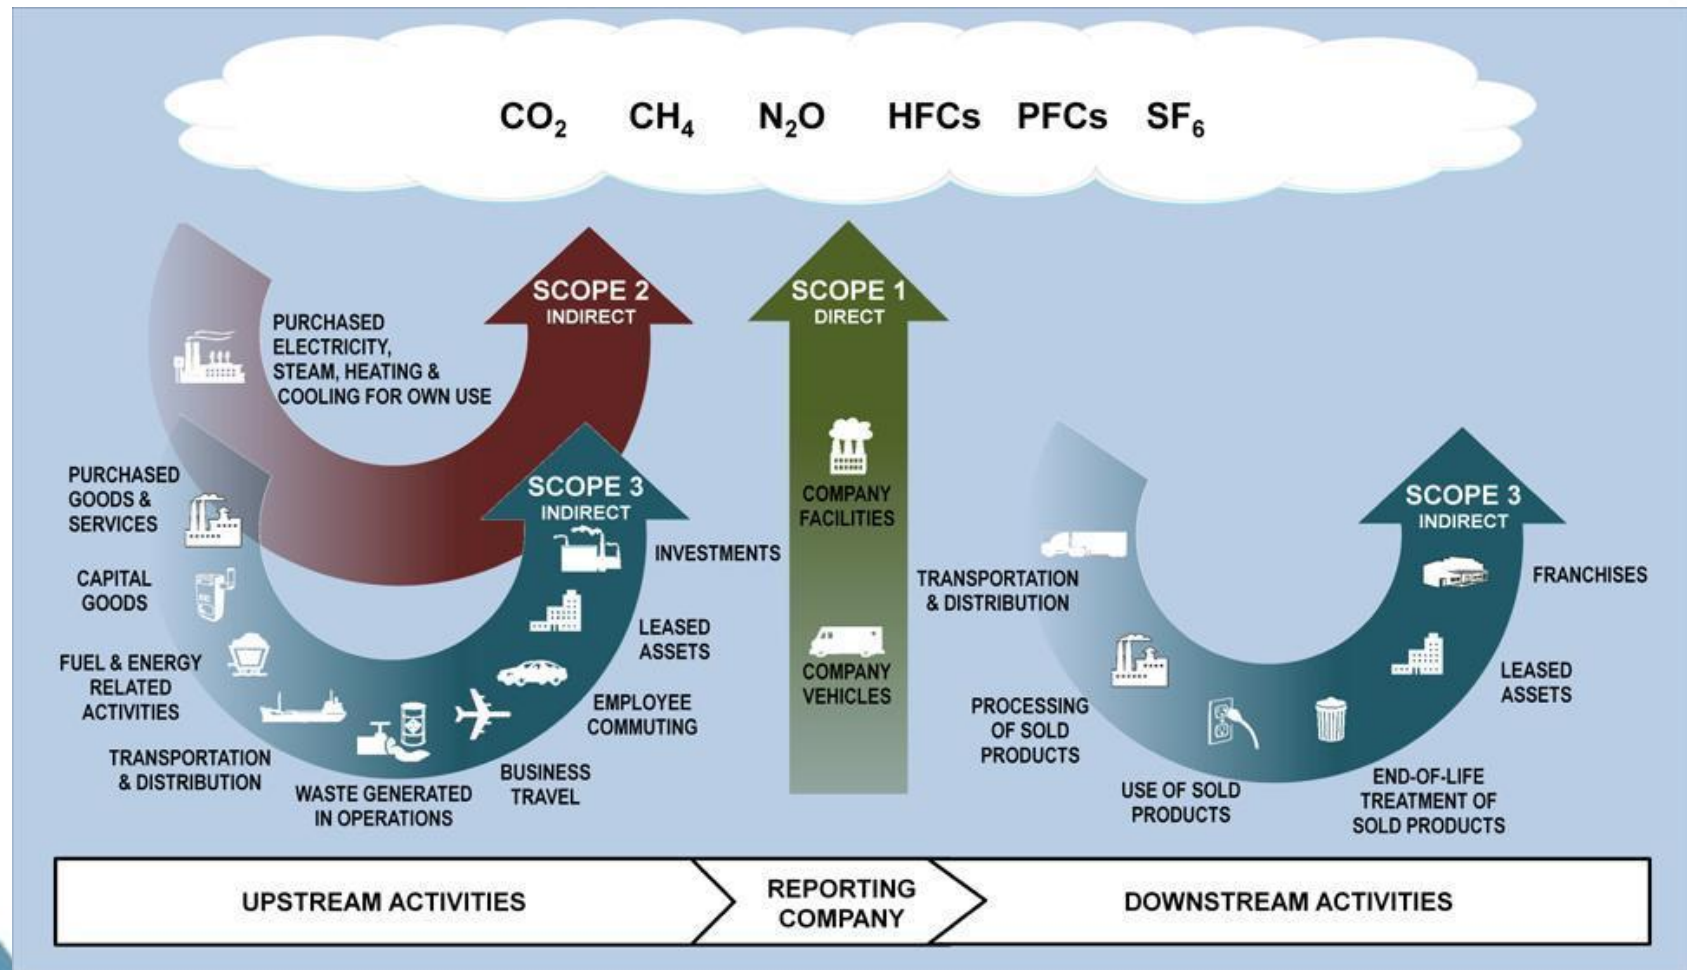 CO₂ CH₄ N₂O HFCs PFCs SF₆
SCOPE 2
INDIRECT
PURCHASED
ELECTRICITY,
STEAM, HEATING &
COOLING FOR OWN USE
SCOPE 1
DIRECT
COMPANY
FACILITIES
COMPANY
VEHICLES
SCOPE 3
INDIRECT
PURCHASED
GOODS &
SERVICES
CAPITAL
GOODS
FUEL & ENERGY
RELATED
ACTIVITIES
TRANSPORTATION
& DISTRIBUTION
WASTE GENERATED
IN OPERATIONS
BUSINESS
TRAVEL
EMPLOYEE
COMMUTING
LEASED
ASSETS
INVESTMENTS
SCOPE 3
INDIRECT
TRANSPORTATION
& DISTRIBUTION
PROCESSING
OF SOLD
PRODUCTS
USE OF SOLD
PRODUCTS
END-OF-LIFE
TREATMENT OF
SOLD PRODUCTS
LEASED
ASSETS
FRANCHISES
UPSTREAM ACTIVITIES
REPORTING
COMPANY
DOWNSTREAM ACTIVITIES